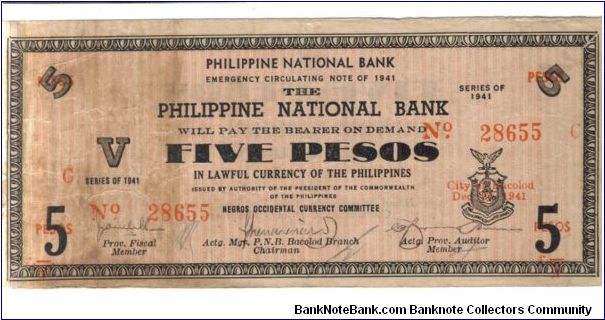 5 PESOS 5
PHILIPPINE NATIONAL BANK
EMERGENCY CIRCULATING NOTE OF 1941
THE
SERIES OF
1941
PHILIPPINE NATIONAL BANK
WILL PAY THE BEARER ON DEMAND
No 28655
V FIVE PESOS
C
IN LAWFUL CURRENCY OF THE PHILIPPINES
C SERIES OF 1941
ISSUED BY AUTHORITY OF THE PRESIDENT OF THE COMMONWEALTH
OF THE PHILIPPINES
City of Bacolod
Dec 1941
No 28655
NEGROS OCCIDENTAL CURRENCY COMMITTEE
5 5
Prov. Fiscal
Member
Actg. Mgr. P.N.B. Bacolod Branch
Chairman
Actg. Prov. Auditor
Member
BankNoteBank.com Banknote Collectors Community